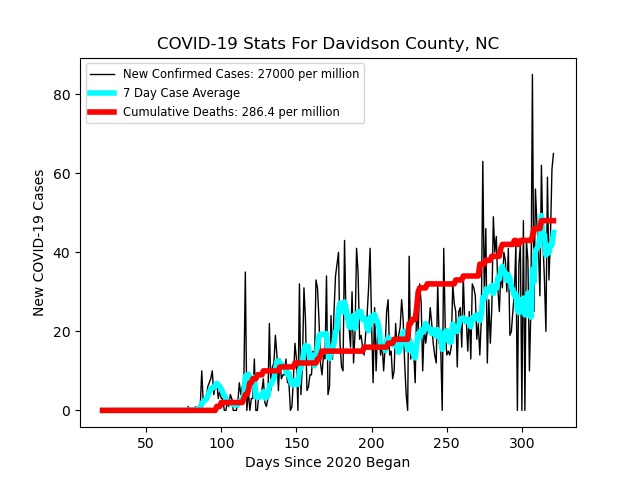 COVID-19 Stats For Davidson County, NC
New Confirmed Cases: 27000 per million
7 Day Case Average
Cumulative Deaths: 286.4 per million
New COVID-19 Cases
80
60
40
20
0
50 100 150 200 250 300
Days Since 2020 Began